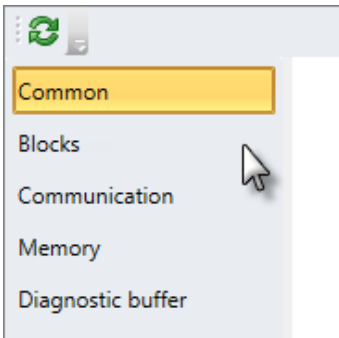 Common
Blocks
Communication
Memory
Diagnostic buffer